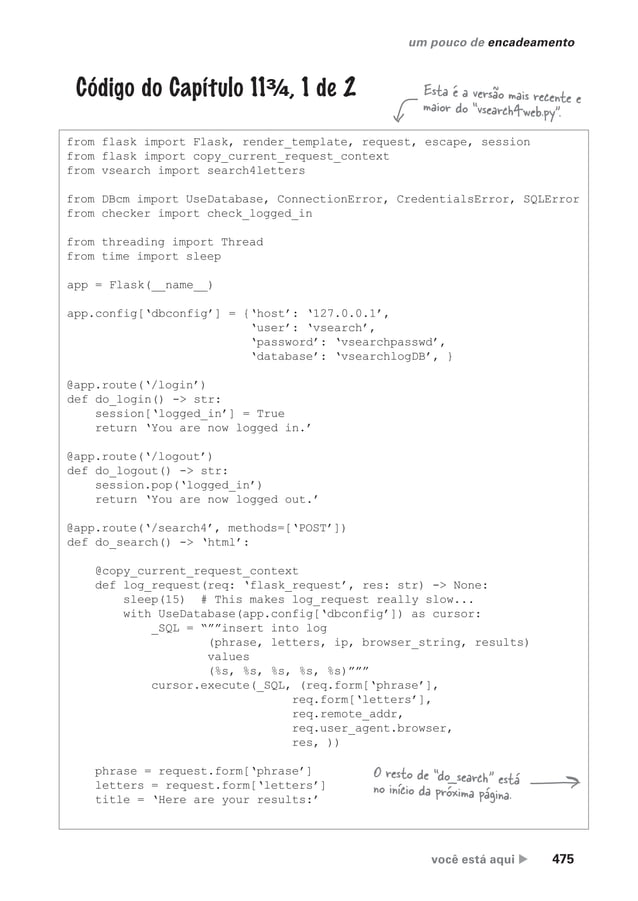 um pouco de encadeamento
Código do Capítulo 11¾, 1 de 2
Esta é a versão mais recente e
maior do “vsearch4web.py”.
from flask import Flask, render_template, request, escape, session
from flask import copy_current_request_context
from vsearch import search4letters
from DBcm import UseDatabase, ConnectionError, CredentialsError, SQLError
from checker import check_logged_in
from threading import Thread
from time import sleep
app = Flask(__name__)
app.config[‘dbconfig’] = {‘host’: ‘127.0.0.1’,
‘user’: ‘vsearch’,
‘password’: ‘vsearchpasswd’,
‘database’: ‘vsearchlogDB’, }
@app.route(‘/login’)
def do_login() -> str:
session[‘logged_in’] = True
return ‘You are now logged in.’
@app.route(‘/logout’)
def do_logout() -> str:
session.pop(‘logged_in’)
return ‘You are now logged out.’
@app.route(‘/search4’, methods=[‘POST’])
def do_search() -> ‘html’:
@copy_current_request_context
def log_request(req: ‘flask_request’, res: str) -> None:
sleep(15)  # This makes log_request really slow...
with UseDatabase(app.config[‘dbconfig’]) as cursor:
_SQL = “””insert into log
(phrase, letters, ip, browser_string, results)
values
(%s, %s, %s, %s, %s)”””
cursor.execute(_SQL, (req.form[‘phrase’],
req.form[‘letters’],
req.remote_addr,
req.user_agent.browser,
res, ))
phrase = request.form[‘phrase’]
letters = request.form[‘letters’]
title = ‘Here are your results:’
O resto de “do_search” está
no início da próxima página.
você está aqui ▶ 475